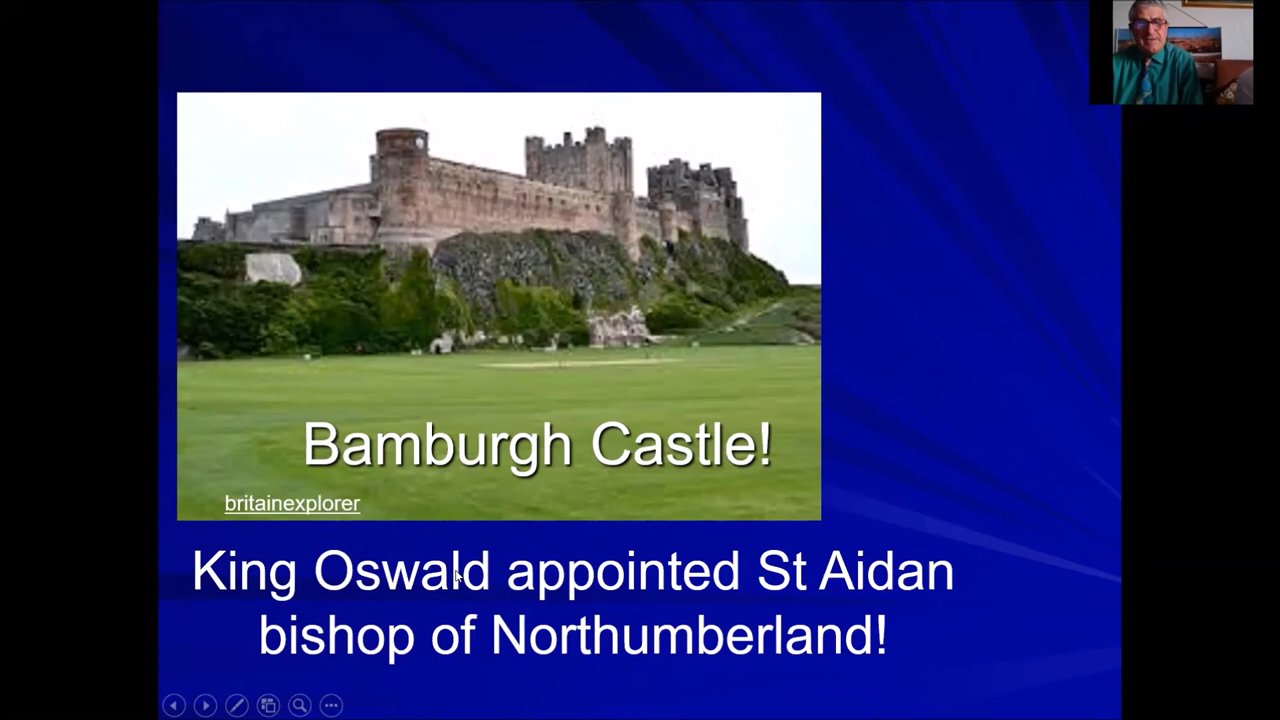 Bamburgh Castle!
britainexplorer
King Oswald appointed St Aidan
bishop of Northumberland!